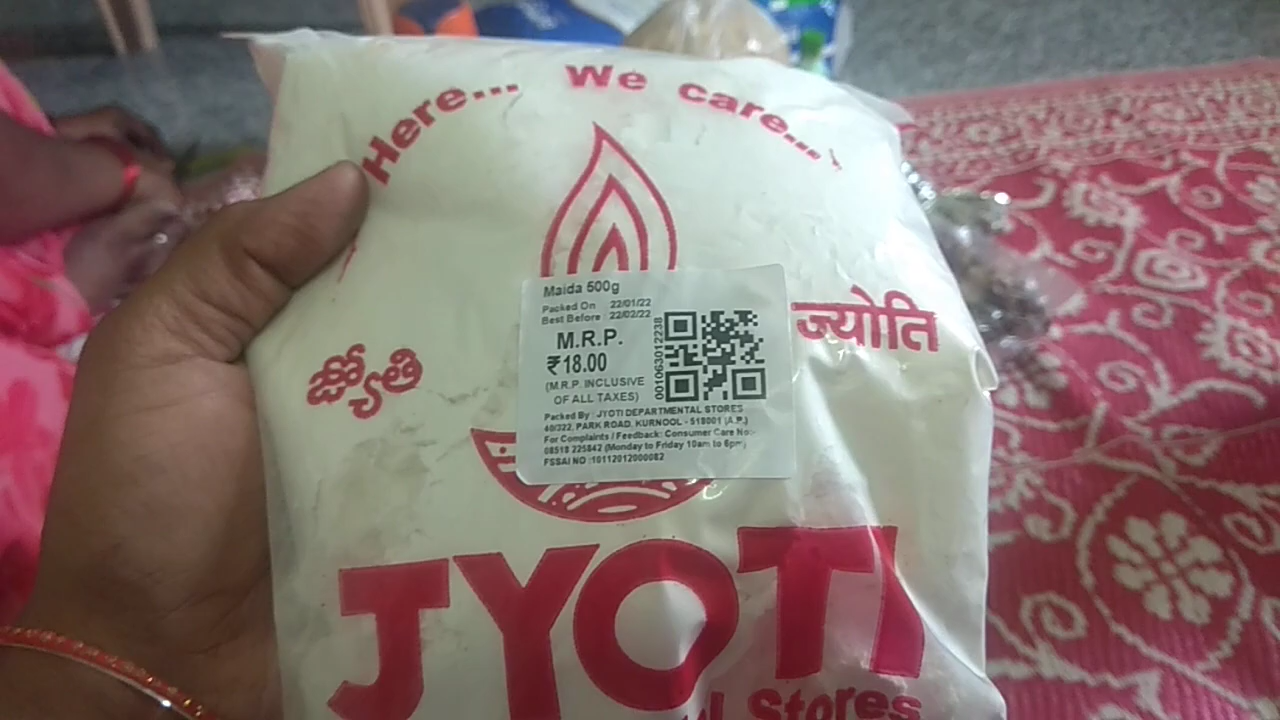 Here... We care...
Maida 500g
Packed On 22/01/22
Best Before : 22/02/22
M.R.P.
₹18.00
(M.R.P. INCLUSIVE
OF ALL TAXES)
001063012238
Packed By : JYOTI DEPARTMENTAL STORES
40/322, PARK ROAD, KURNOOL - 518001 (A.P.)
For Complaints / Feedback: Consumer Care No:-
08518 225842 (Monday to Friday 10am to 6pm)
FSSAI NO :10112012000082
జ్యోతి
ज्योति
JYOTI
Stores